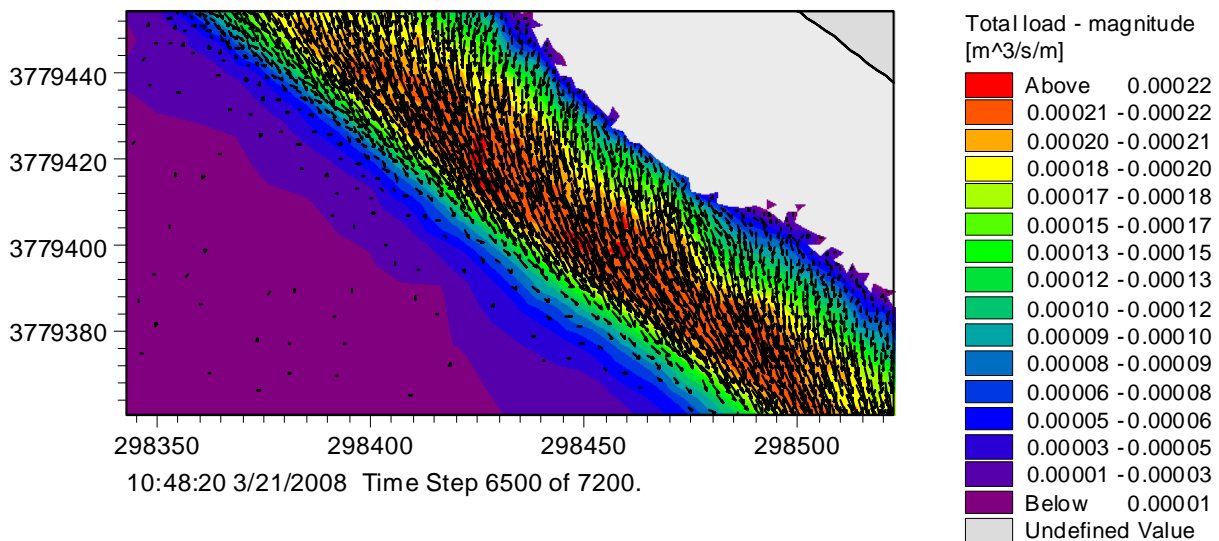 3779440
3779420
3779400
3779380
298350 298400 298450 298500
10:48:20 3/21/2008 Time Step 6500 of 7200.
Total load - magnitude
[m^3/s/m]
Above 0.00022
0.00021 - 0.00022
0.00020 - 0.00021
0.00018 - 0.00020
0.00017 - 0.00018
0.00015 - 0.00017
0.00013 - 0.00015
0.00012 - 0.00013
0.00010 - 0.00012
0.00009 - 0.00010
0.00008 - 0.00009
0.00006 - 0.00008
0.00005 - 0.00006
0.00003 - 0.00005
0.00001 - 0.00003
Below 0.00001
Undefined Value